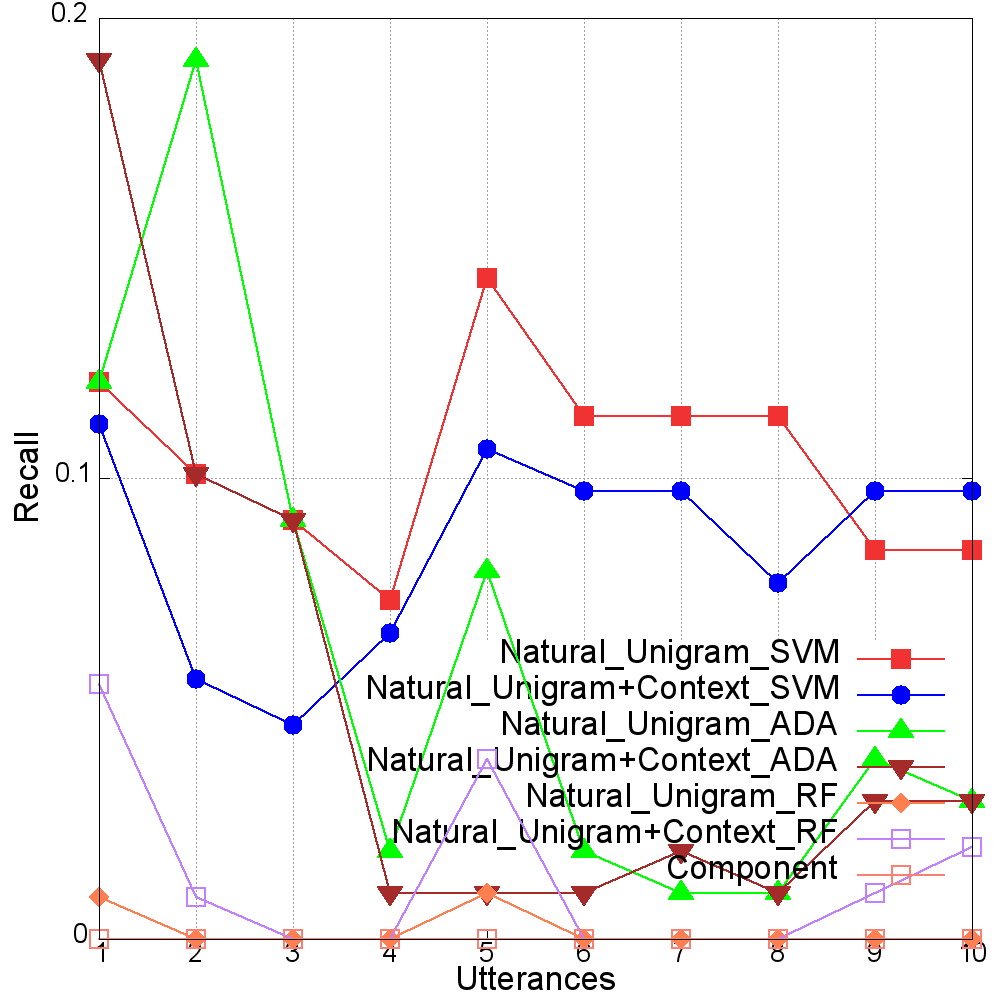 0.2
0.1
0
Recall
Natural_Unigram_SVM
Natural_Unigram+Context_SVM
Natural_Unigram_ADA
Natural_Unigram+Context_ADA
Natural_Unigram_RF
Natural_Unigram+Context_RF
Component
1 2 3 4 5 6 7 8 9 10
Utterances